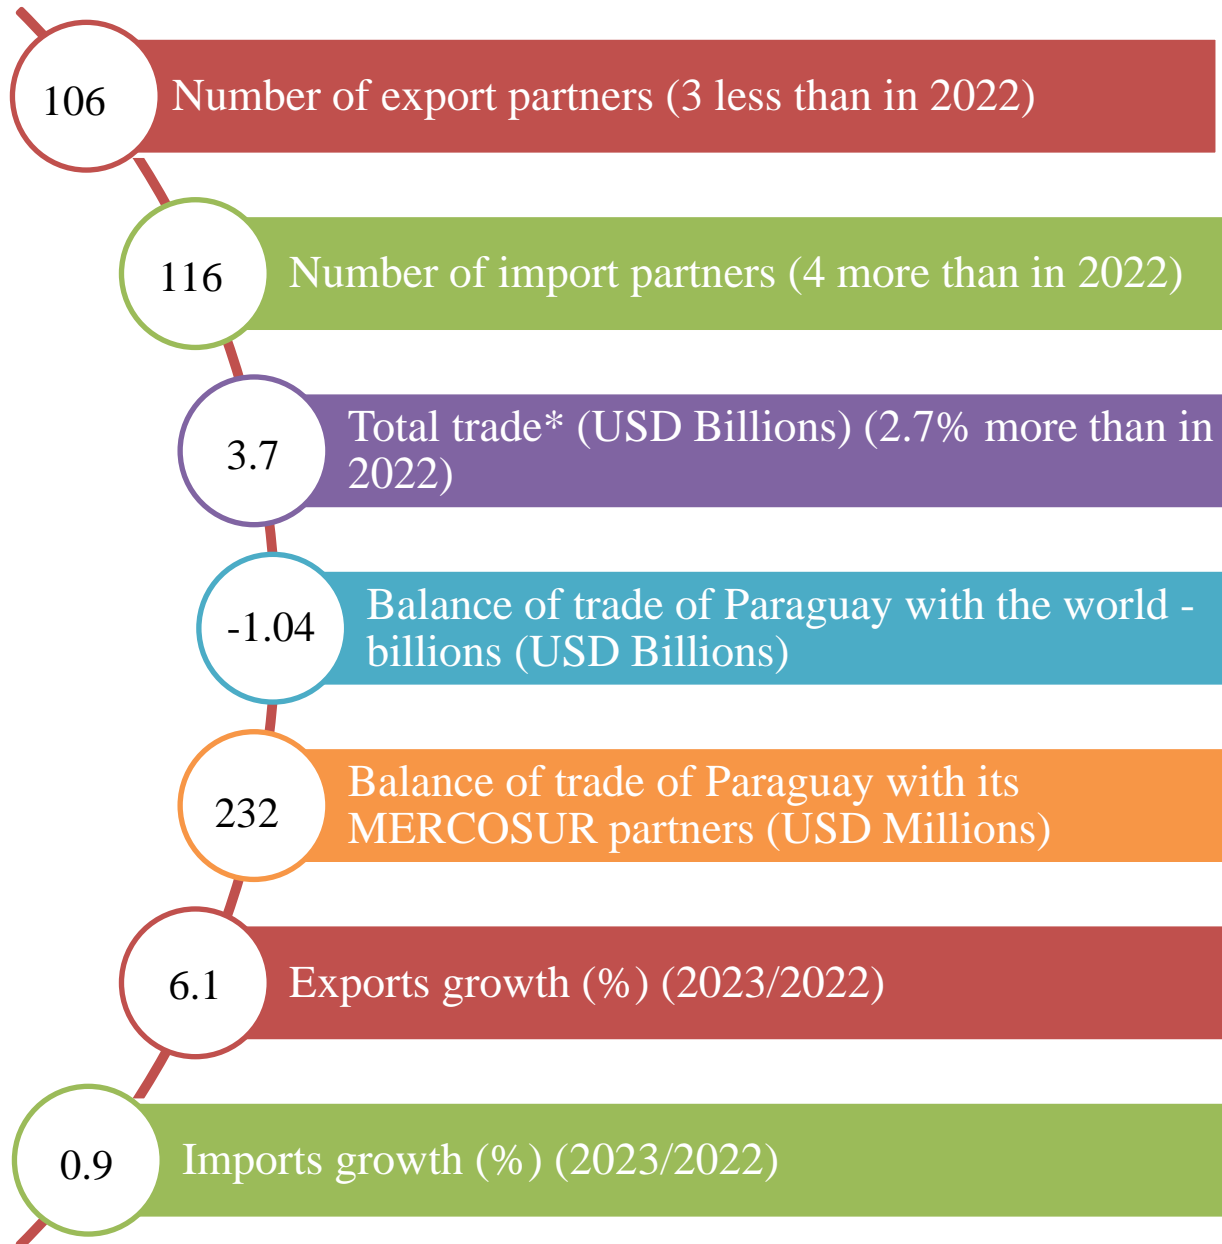 106
Number of export partners (3 less than in 2022)
116
Number of import partners (4 more than in 2022)
3.7
Total trade* (USD Billions) (2.7% more than in
2022)
-1.04
Balance of trade of Paraguay with the world -
billions (USD Billions)
232
Balance of trade of Paraguay with its
MERCOSUR partners (USD Millions)
6.1
Exports growth (%) (2023/2022)
0.9
Imports growth (%) (2023/2022)